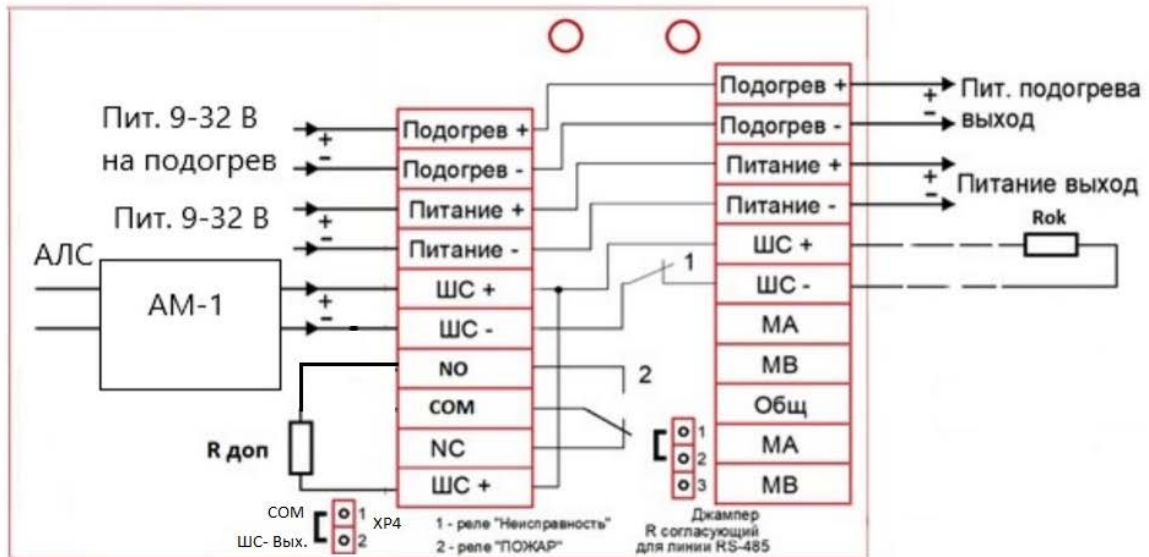 Пит. 9-32 В
на подогрев
Пит. 9-32 В
АЛС
АМ-1
+
−
+
−
+
−
R доп
Подогрев +
Подогрев -
Питание +
Питание -
ШС +
ШС -
NO
COM
NC
ШС +
1
2
Подогрев +
Подогрев -
Питание +
Питание -
ШС +
ШС -
МА
МВ
Общ
МА
МВ
+
−
Пит. подогрева
выход
+
−
Питание выход
Rok
COM
ШС- Вых.
1
2
XP4
1 - реле "Неисправность"
2 - реле "ПОЖАР"
1
2
3
Джампер
R согласующий
для линии RS-485